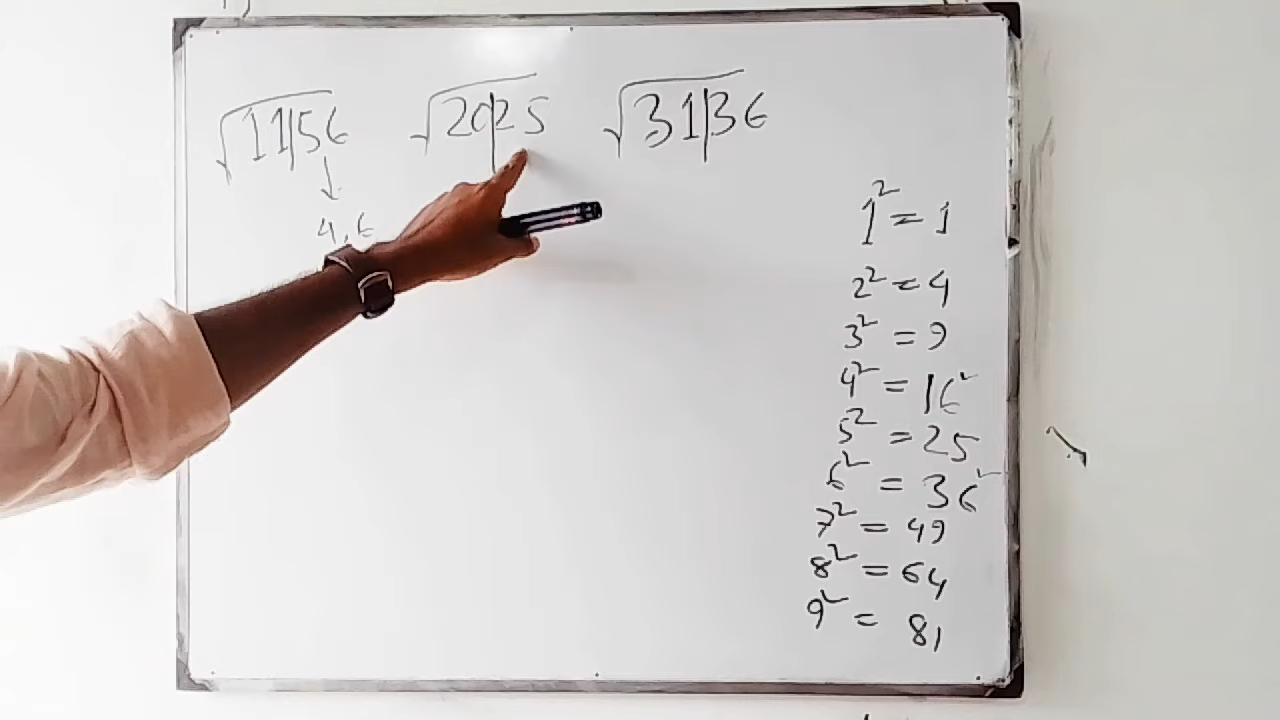 √11|56 √20|25 √31|36
4,6
1² = 1
2² = 4
3² = 9
4² = 16
5² = 25
6² = 36
7² = 49
8² = 64
9² = 81